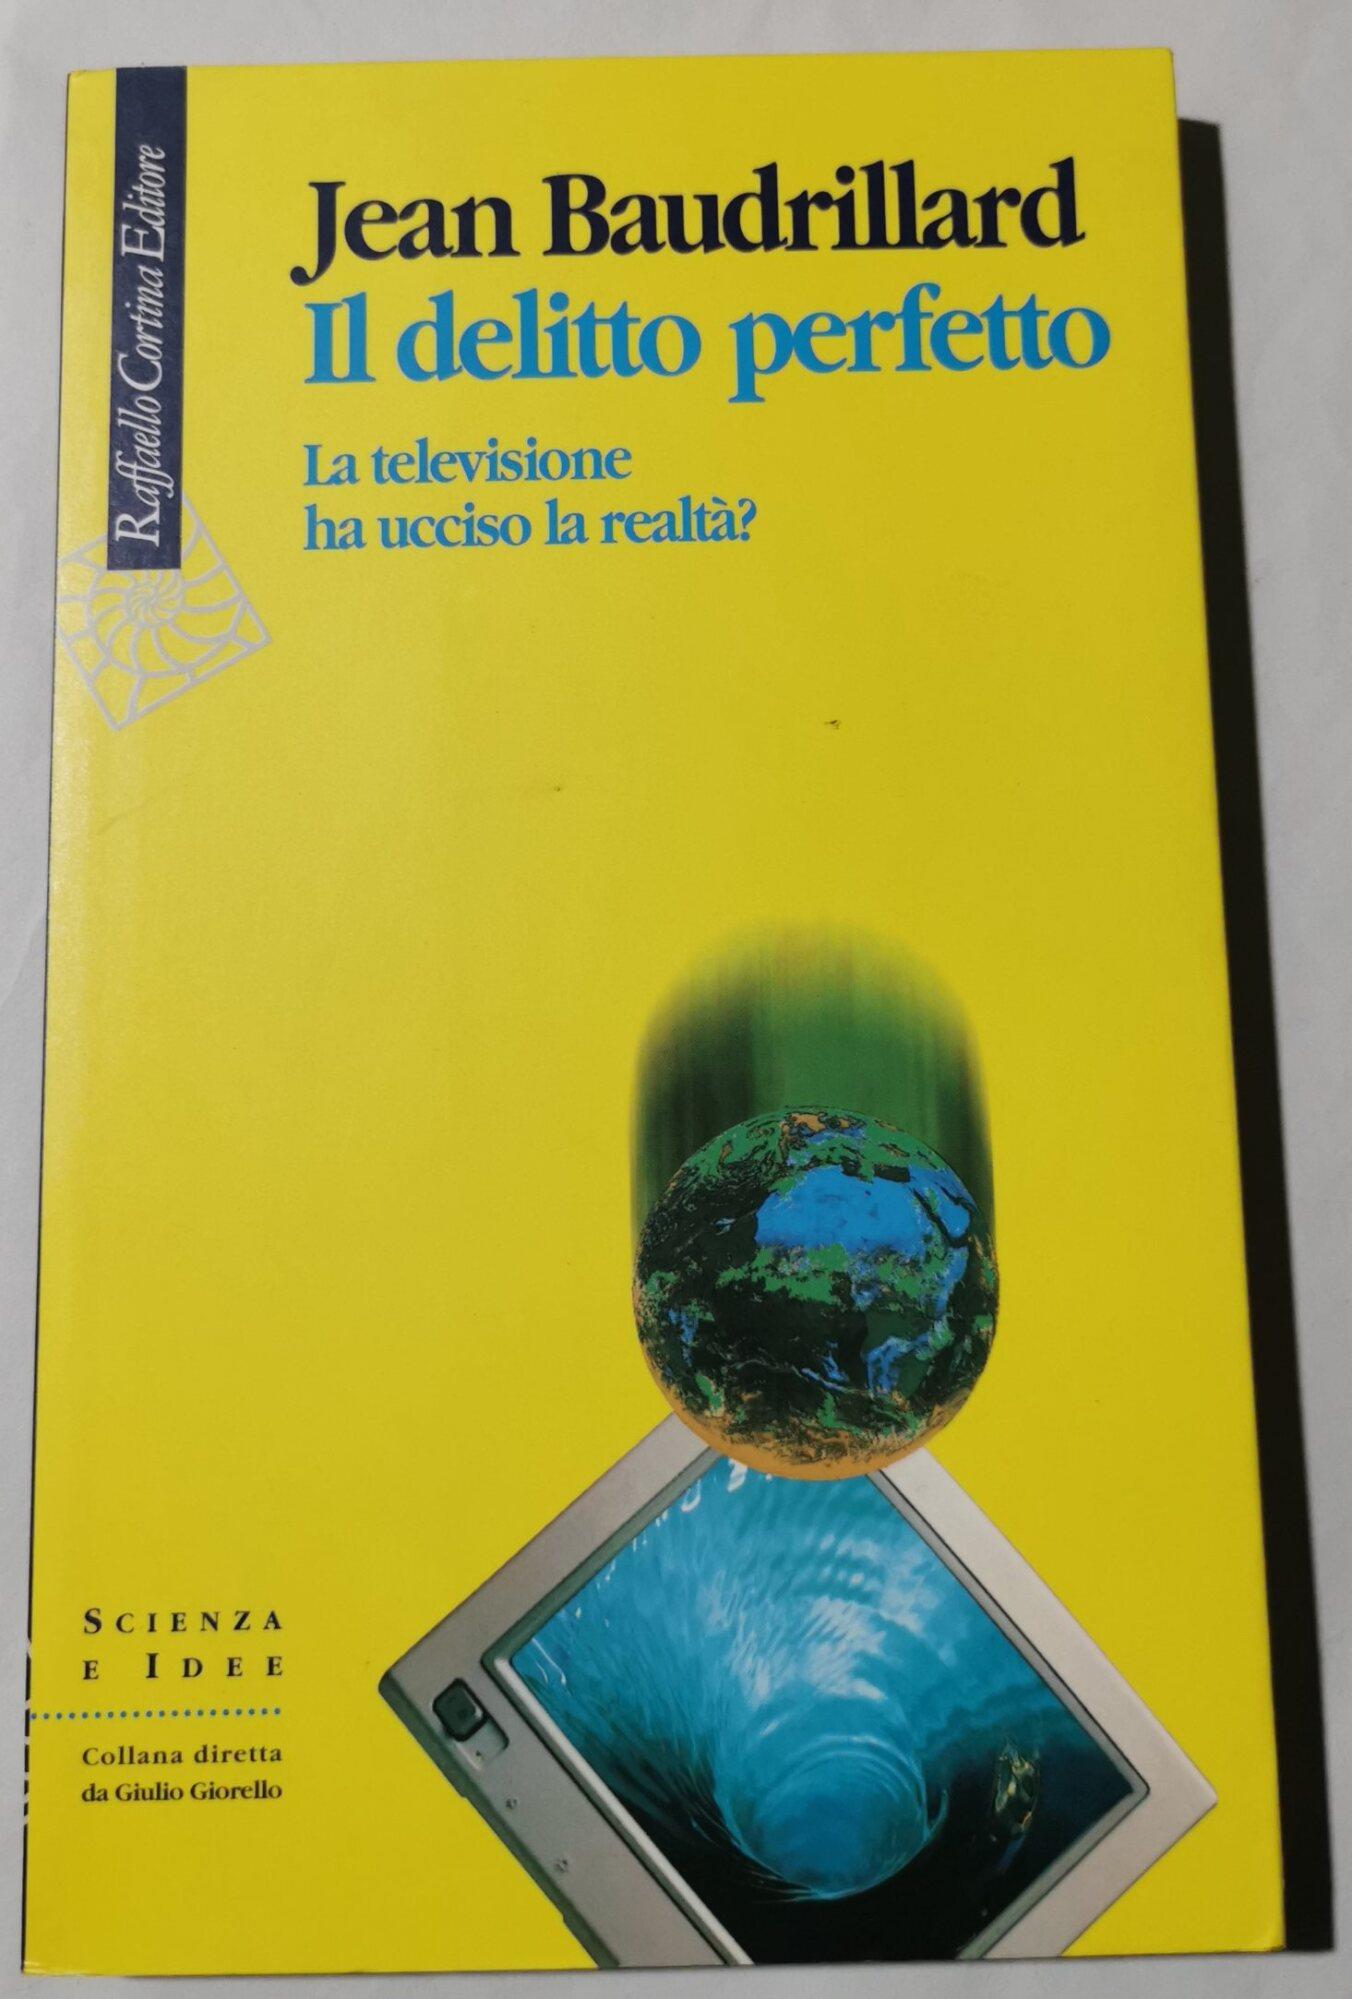 Raffaello Cortina Editore
Jean Baudrillard
Il delitto perfetto
La televisione
ha ucciso la realtà?
SCIENZA
E IDEE
Collana diretta
da Giulio Giorello